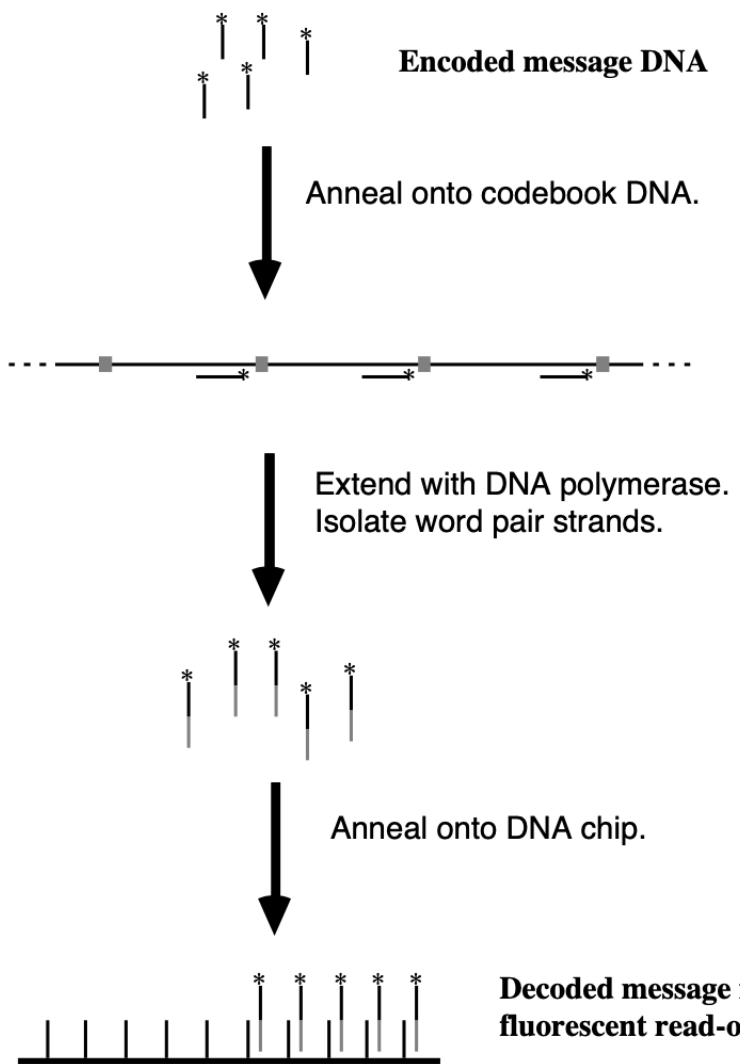 Encoded message DNA
Anneal onto codebook DNA.
Extend with DNA polymerase.
Isolate word pair strands.
Anneal onto DNA chip.
Decoded message
fluorescent